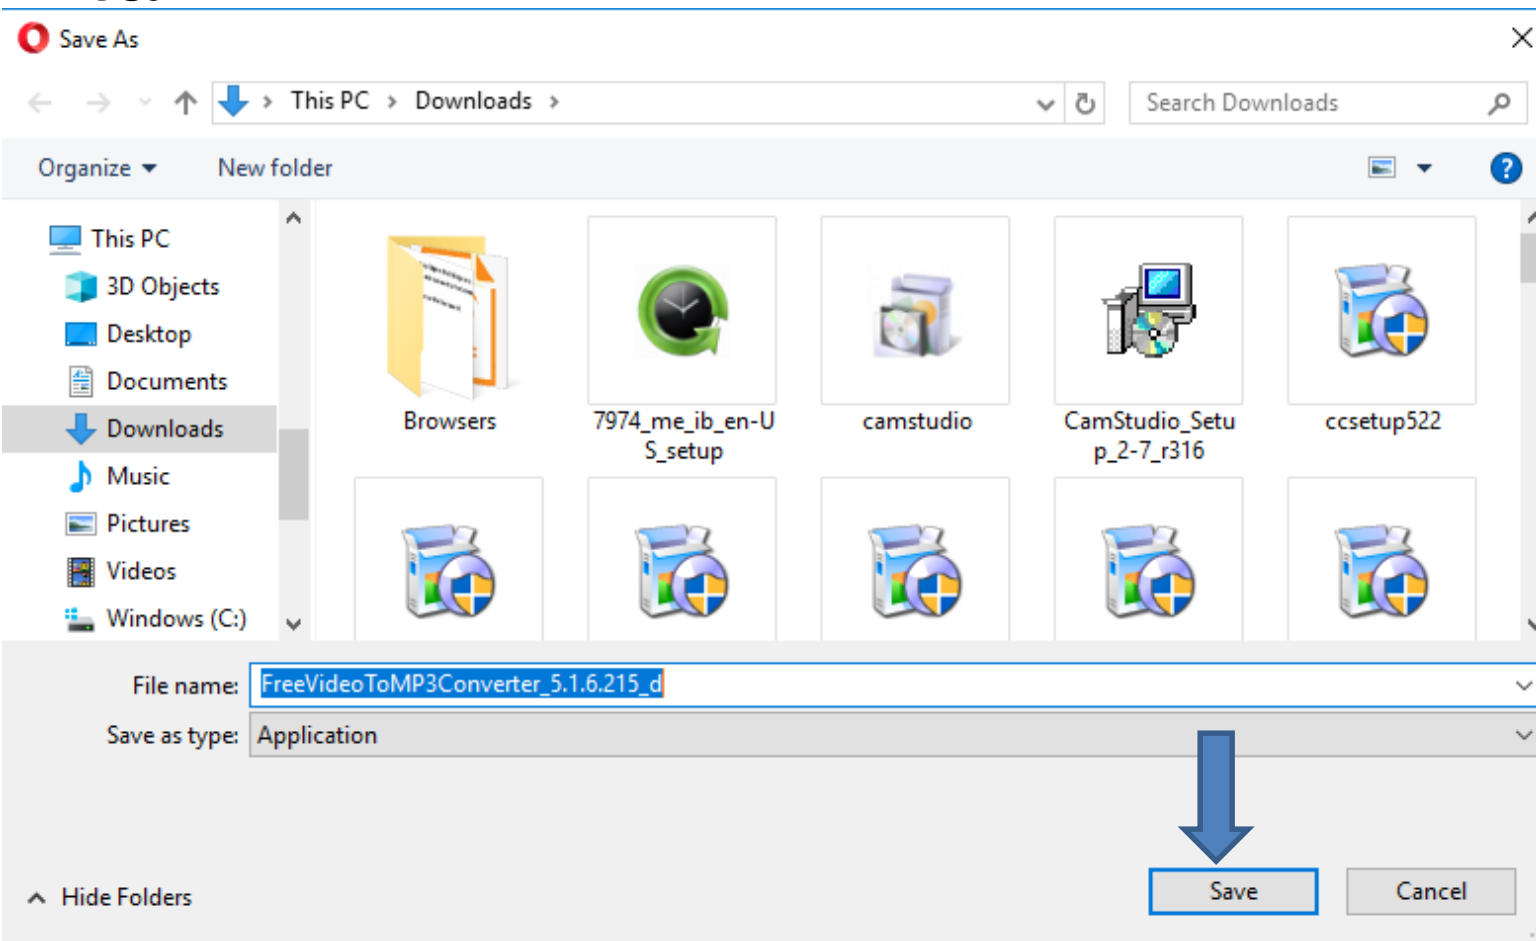 Save As
This PC > Downloads >
Search Downloads
Organize
New folder
This PC
3D Objects
Desktop
Documents
Downloads
Music
Pictures
Videos
Windows (C:)
Browsers
7974_me_ib_en-U
S_setup
camstudio
CamStudio_Setu
p_2-7_r316
ccsetup522
File name: FreeVideoToMP3Converter_5.1.6.215_d
Save as type: Application
Hide Folders
Save
Cancel